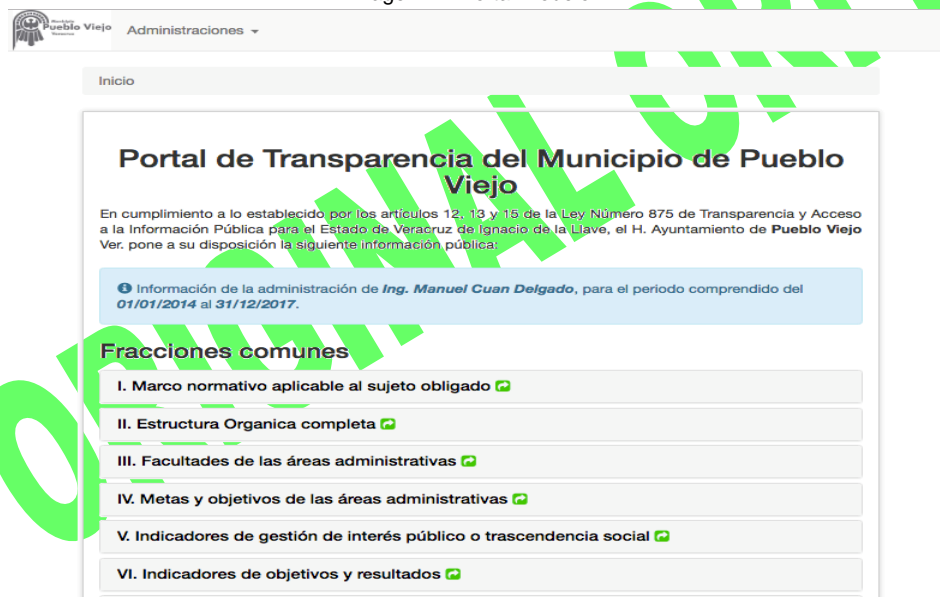 Municipio
Pueblo Viejo
Veracruz
Administraciones
Inicio
Portal de Transparencia del Municipio de Pueblo
Viejo
En cumplimiento a lo establecido por los artículos 12, 13 y 15 de la Ley Número 875 de Transparencia y Acceso
a la Información Pública para el Estado de Veracruz de Ignacio de la Llave, el H. Ayuntamiento de Pueblo Viejo
Ver. pone a su disposición la siguiente información pública:
Información de la administración de Ing. Manuel Cuan Delgado, para el periodo comprendido del
01/01/2014 al 31/12/2017.
Fracciones comunes
I. Marco normativo aplicable al sujeto obligado
II. Estructura Organica completa
III. Facultades de las áreas administrativas
IV. Metas y objetivos de las áreas administrativas
V. Indicadores de gestión de interés público o trascendencia social
VI. Indicadores de objetivos y resultados
ORIGINAL